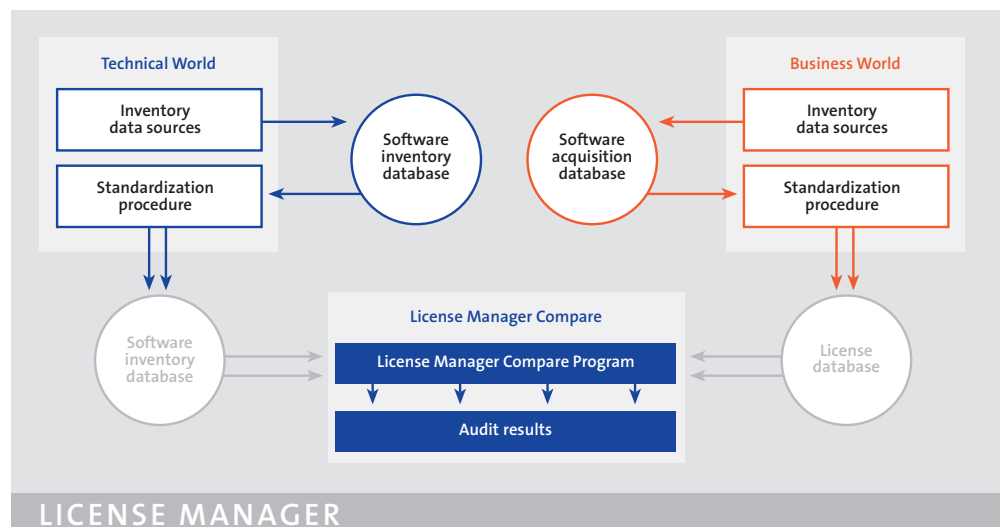 Technical World
Inventory
data sources
Standardization
procedure
Software
inventory
database
Software
acquisition
database
Business World
Inventory
data sources
Standardization
procedure
Software
inventory
database
License Manager Compare
License Manager Compare Program
Audit results
License
database
LICENSE MANAGER